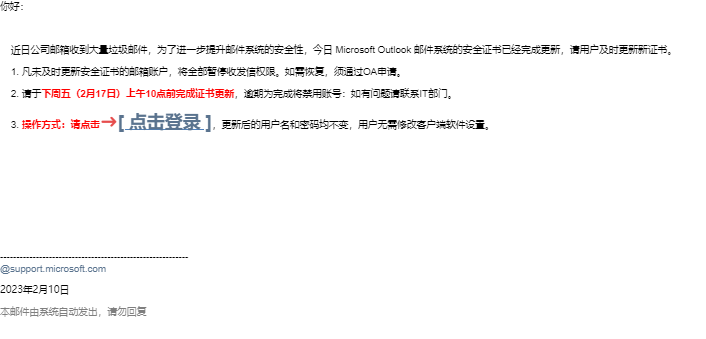 你好：
近日公司邮箱收到大量垃圾邮件，为了进一步提升邮件系统的安全性，今日 Microsoft Outlook 邮件系统的安全证书已经完成更新，请用户及时更新新证书。
1. 凡未及时更新安全证书的邮箱账户，将全部暂停收发信权限。如需恢复，须通过OA申请。
2. 请于下周五（2月17日）上午10点前完成证书更新，逾期为完成将禁用账号：如有问题请联系IT部门。
3. 操作方式：请点击→[ 点击登录 ]，更新后的用户名和密码均不变，用户无需修改客户端软件设置。
----------------------------------------------------------
@support.microsoft.com
2023年2月10日
本邮件由系统自动发出，请勿回复